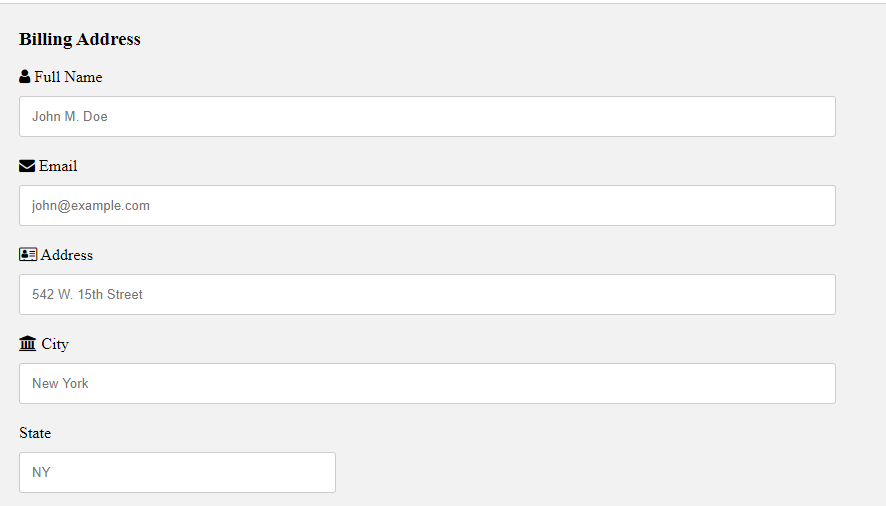 Billing Address
Full Name
John M. Doe
Email
john@example.com
Address
542 W. 15th Street
City
New York
State
NY